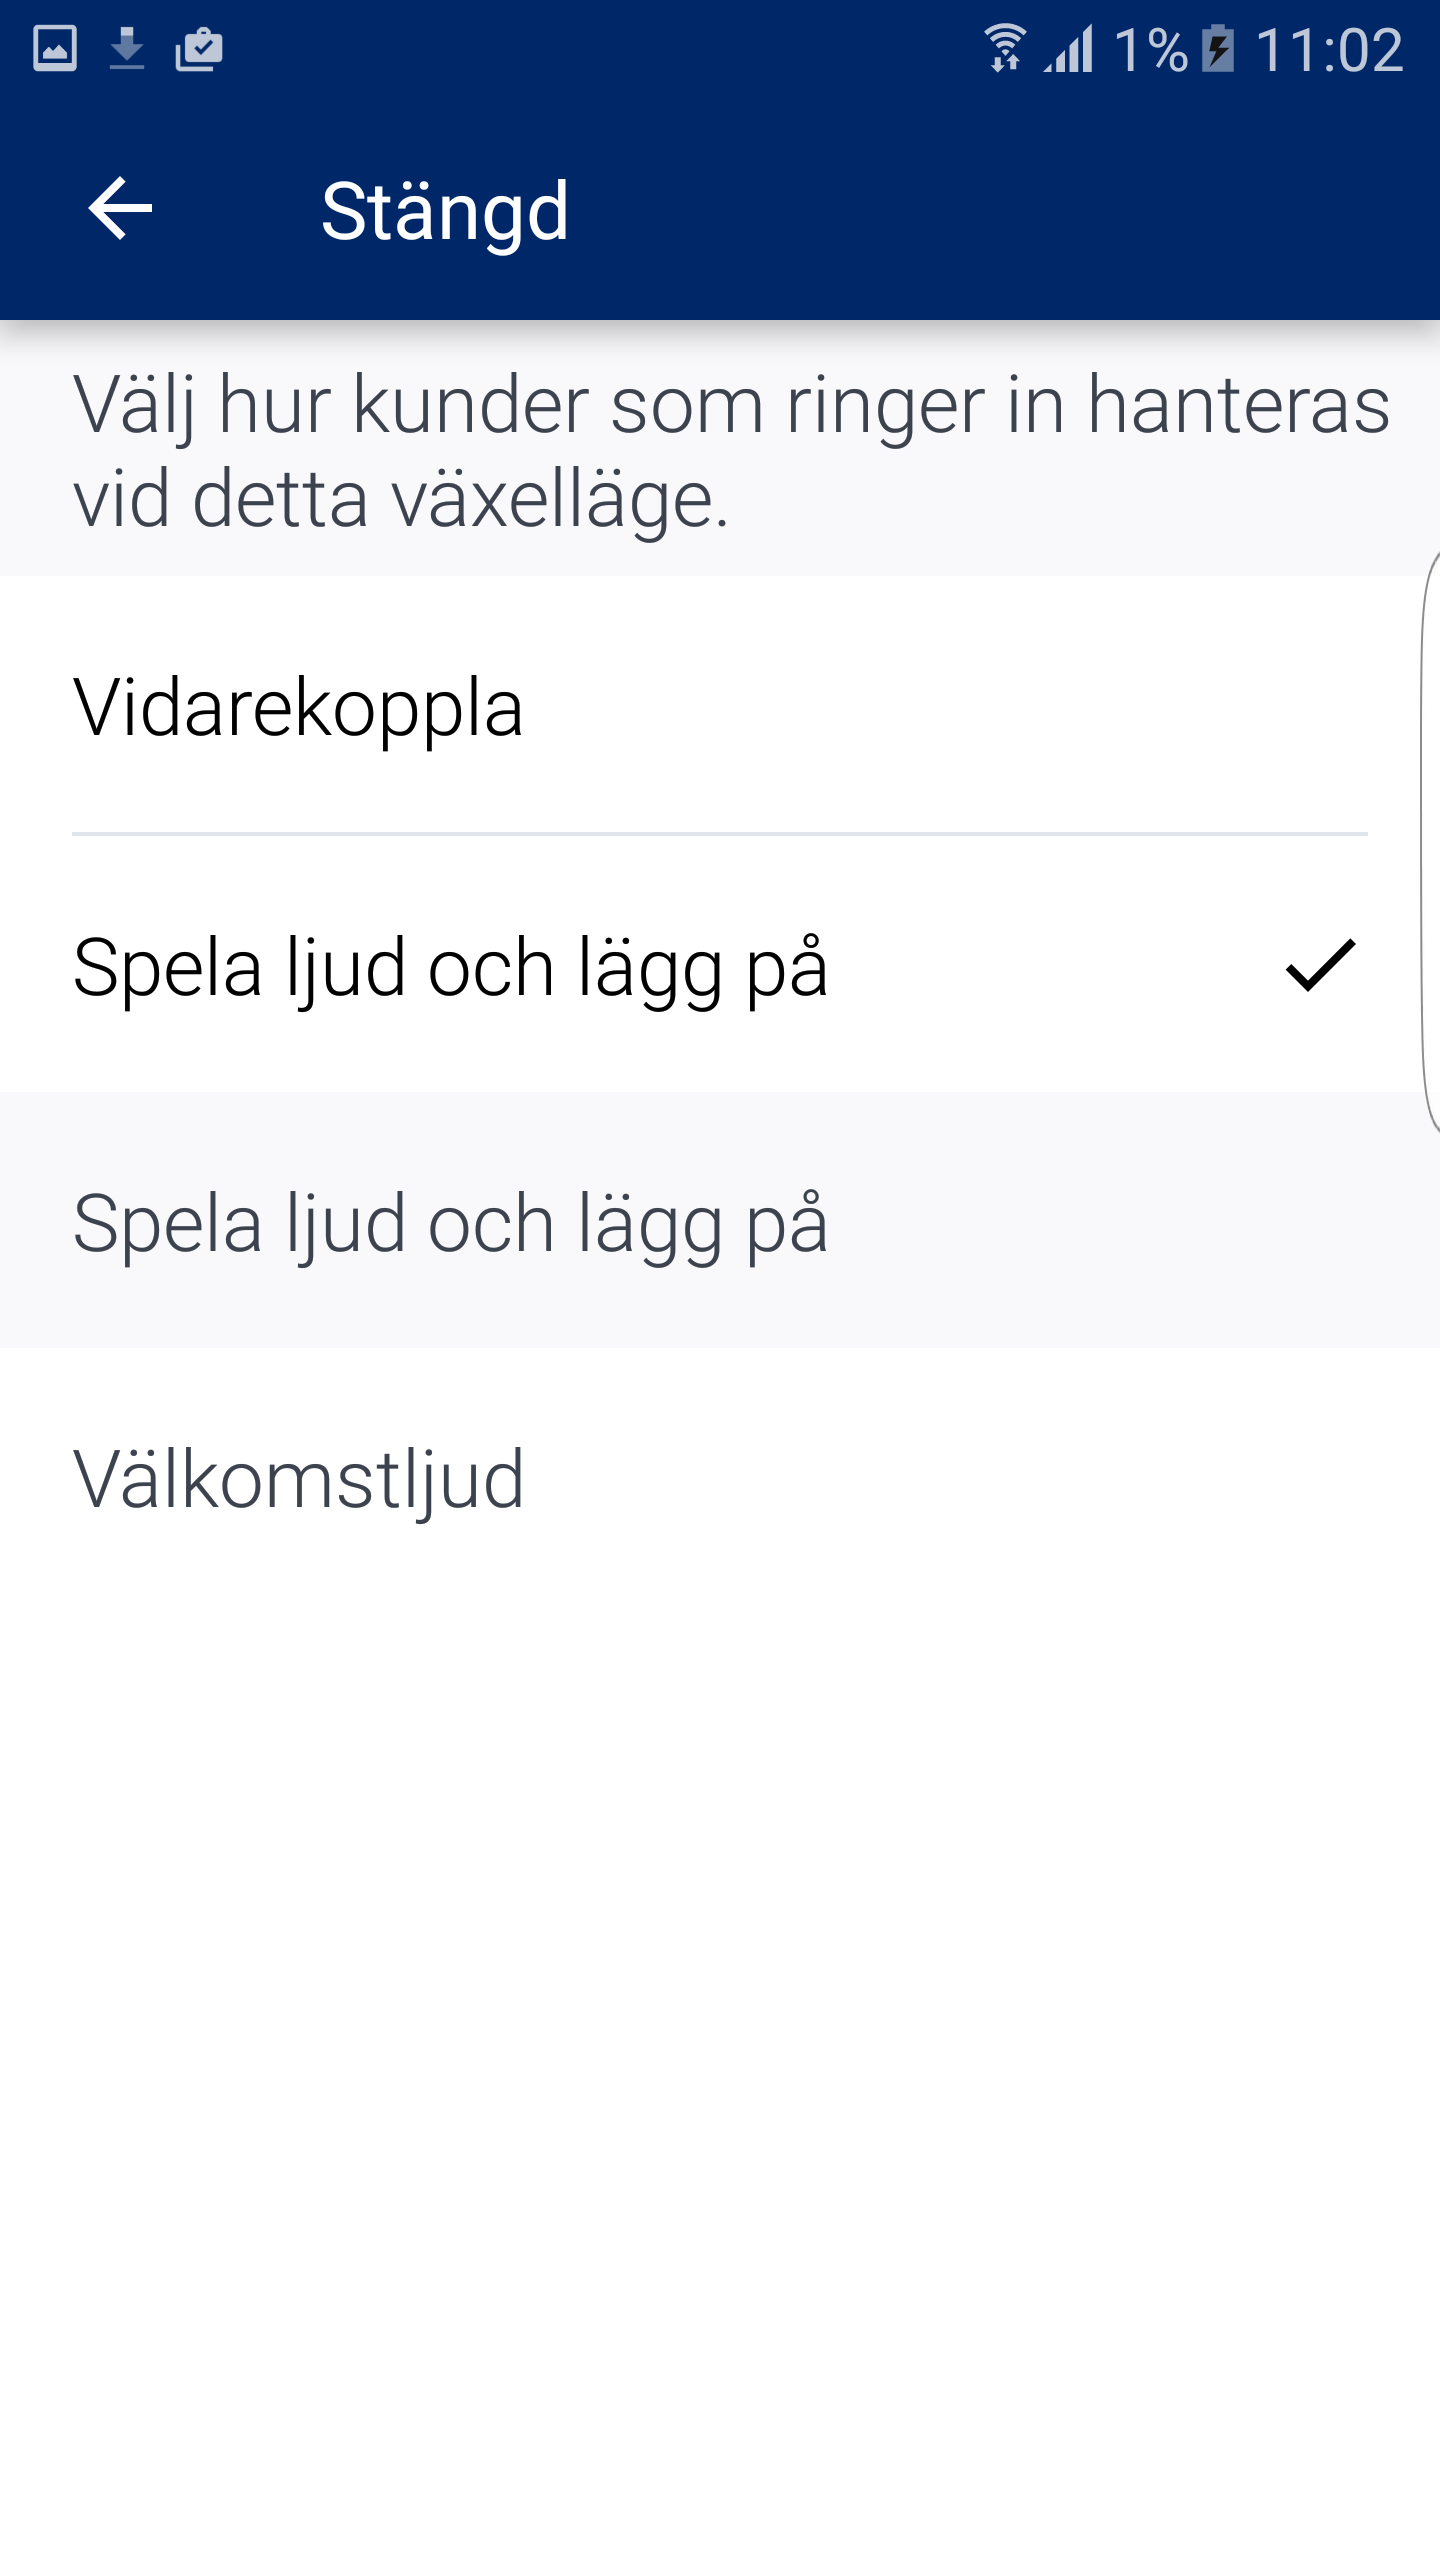 1% 11:02
Stängd
Välj hur kunder som ringer in hanteras
vid detta växelläge.
Vidarekoppla
Spela ljud och lägg på
Spela ljud och lägg på
Välkomstljud